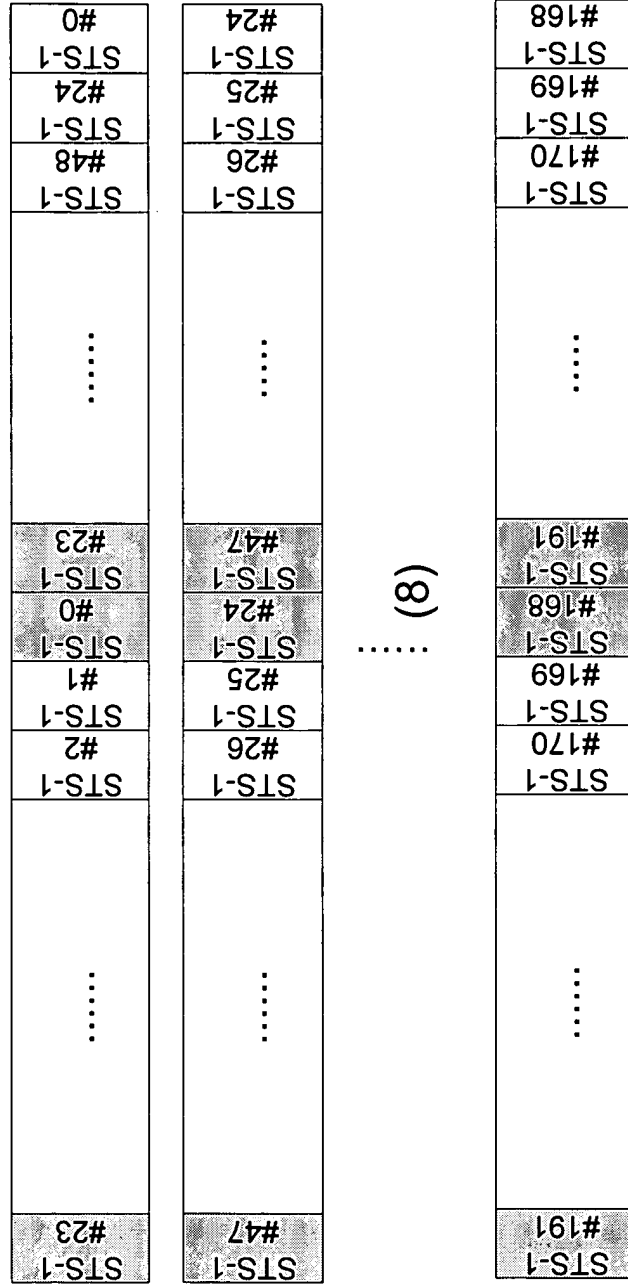 STS-1
#191
......
STS-1
#170
STS-1
#169
STS-1
#168
STS-1
#191
.....
STS-1
#170
STS-1
#169
STS-1
#168
......
(8)
STS-1
#47
......
STS-1
#26
STS-1
#25
STS-1
#24
STS-1
#47
.....
STS-1
#26
STS-1
#25
STS-1
#24
STS-1
#23
......
STS-1
#2
STS-1
#1
STS-1
#0
STS-1
#23
......
STS-1
#48
STS-1
#24
STS-1
#0